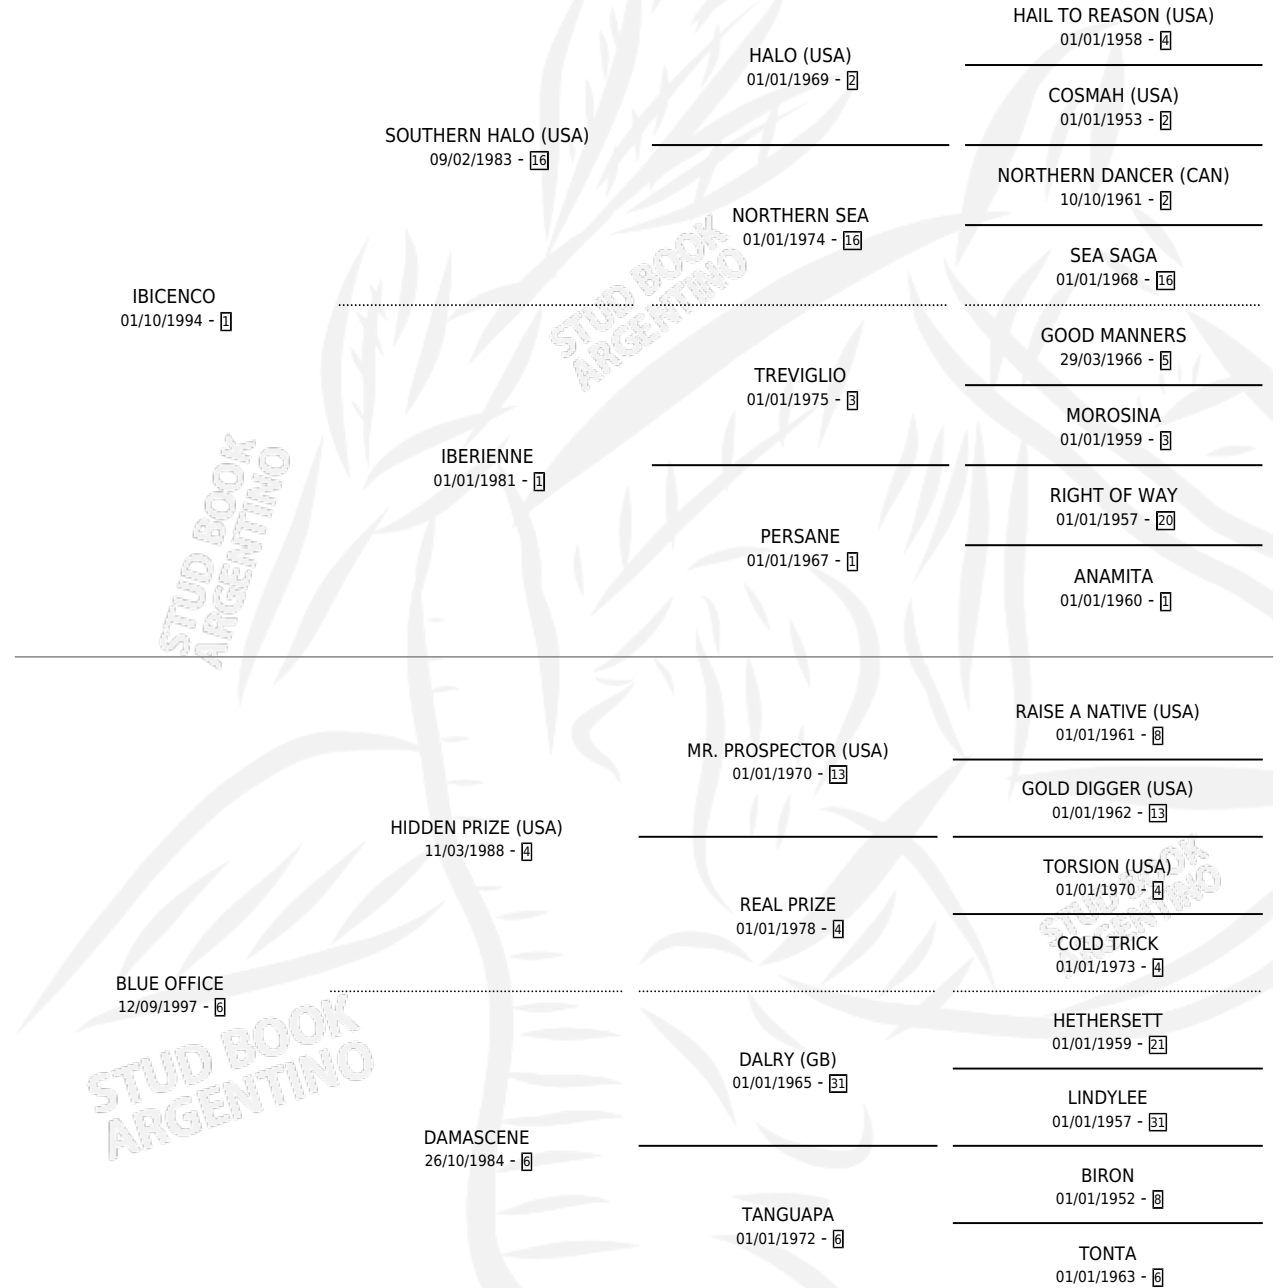 HAIL TO REASON (USA)
01/01/1958 - 4
HALO (USA)
01/01/1969 - 2
COSMAH (USA)
01/01/1953 - 2
SOUTHERN HALO (USA)
09/02/1983 - 16
NORTHERN DANCER (CAN)
10/10/1961 - 2
NORTHERN SEA
01/01/1974 - 16
SEA SAGA
01/01/1968 - 16
IBICENCO
01/10/1994 - 1
STUD BOOK
ARGENTINO
GOOD MANNERS
29/03/1966 - 5
TREVIGLIO
01/01/1975 - 3
MOROSINA
01/01/1959 - 3
IBERIENNE
01/01/1981 - 1
RIGHT OF WAY
01/01/1957 - 20
PERSANE
01/01/1967 - 1
ANAMITA
01/01/1960 - 1
STUD BOOK
ARGENTINO
RAISE A NATIVE (USA)
01/01/1961 - 8
MR. PROSPECTOR (USA)
01/01/1970 - 13
GOLD DIGGER (USA)
01/01/1962 - 13
HIDDEN PRIZE (USA)
11/03/1988 - 4
TORSION (USA)
01/01/1970 - 4
REAL PRIZE
01/01/1978 - 4
COLD TRICK
01/01/1973 - 4
STUD BOOK
ARGENTINO
BLUE OFFICE
12/09/1997 - 6
HETHERSETT
01/01/1959 - 21
DALRY (GB)
01/01/1965 - 31
LINDYLEE
01/01/1957 - 31
STUD BOOK
ARGENTINO
DAMASCENE
26/10/1984 - 6
BIRON
01/01/1952 - 8
TANGUAPA
01/01/1972 - 6
TONTA
01/01/1963 - 6